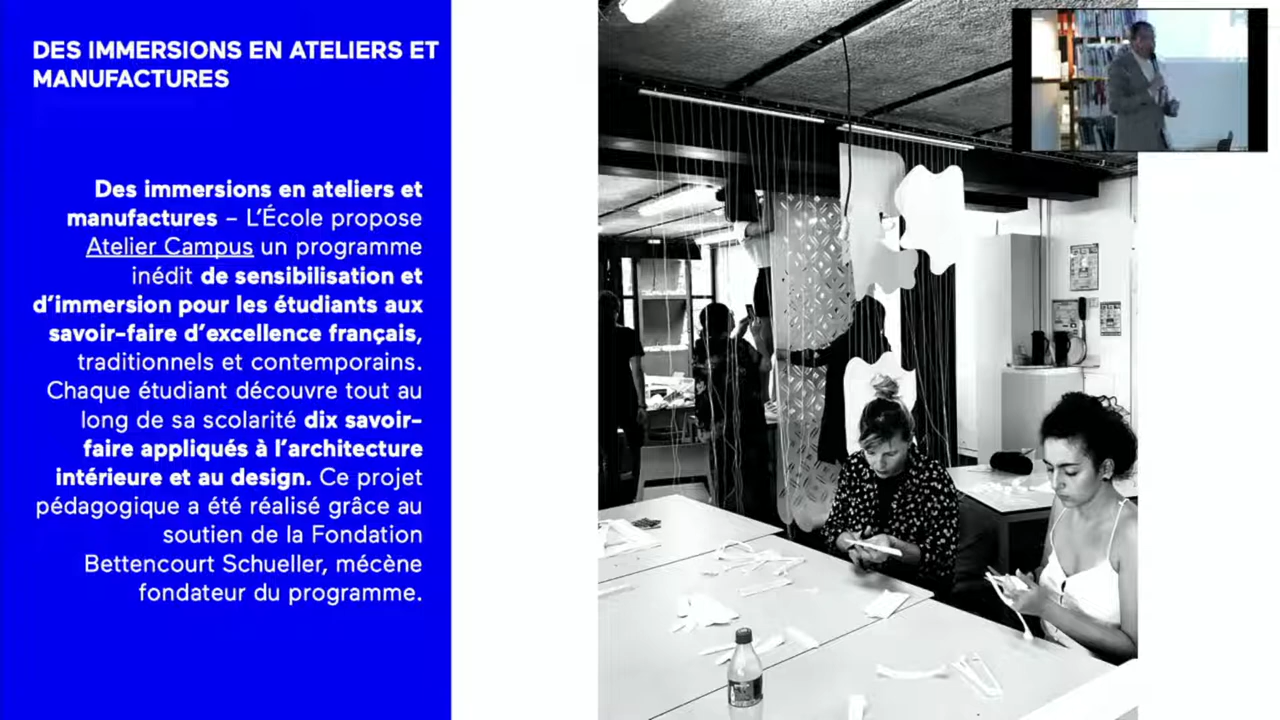 DES IMMERSIONS EN ATELIERS ET
MANUFACTURES
Des immersions en ateliers et
manufactures – L’École propose
Atelier Campus un programme
inédit de sensibilisation et
d’immersion pour les étudiants aux
savoir-faire d’excellence français,
traditionnels et contemporains.
Chaque étudiant découvre tout au
long de sa scolarité dix savoir-
faire appliqués à l’architecture
intérieure et au design. Ce projet
pédagogique a été réalisé grâce au
soutien de la Fondation
Bettencourt Schueller, mécène
fondateur du programme.